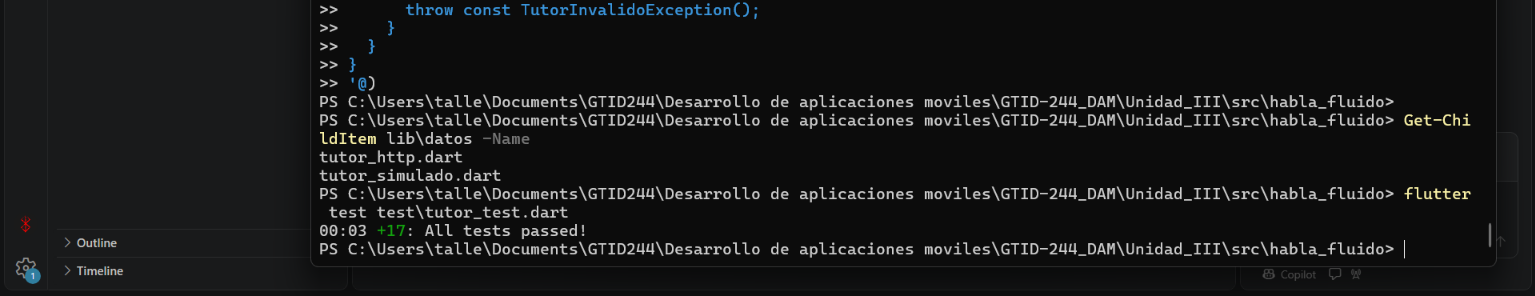 >>       throw const TutorInvalidoException();
>>     }
>>   }
>> }
>> '@)
PS C:\Users\talle\Documents\GTID244\Desarrollo de aplicaciones moviles\GTID-244_DAM\Unidad_III\src\habla_fluido>
PS C:\Users\talle\Documents\GTID244\Desarrollo de aplicaciones moviles\GTID-244_DAM\Unidad_III\src\habla_fluido> Get-Chi
ldItem lib\datos -Name
tutor_http.dart
tutor_simulado.dart
PS C:\Users\talle\Documents\GTID244\Desarrollo de aplicaciones moviles\GTID-244_DAM\Unidad_III\src\habla_fluido> flutter
 test test\tutor_test.dart
00:03 +17: All tests passed!
PS C:\Users\talle\Documents\GTID244\Desarrollo de aplicaciones moviles\GTID-244_DAM\Unidad_III\src\habla_fluido>
Outline
1
Timeline
Copilot